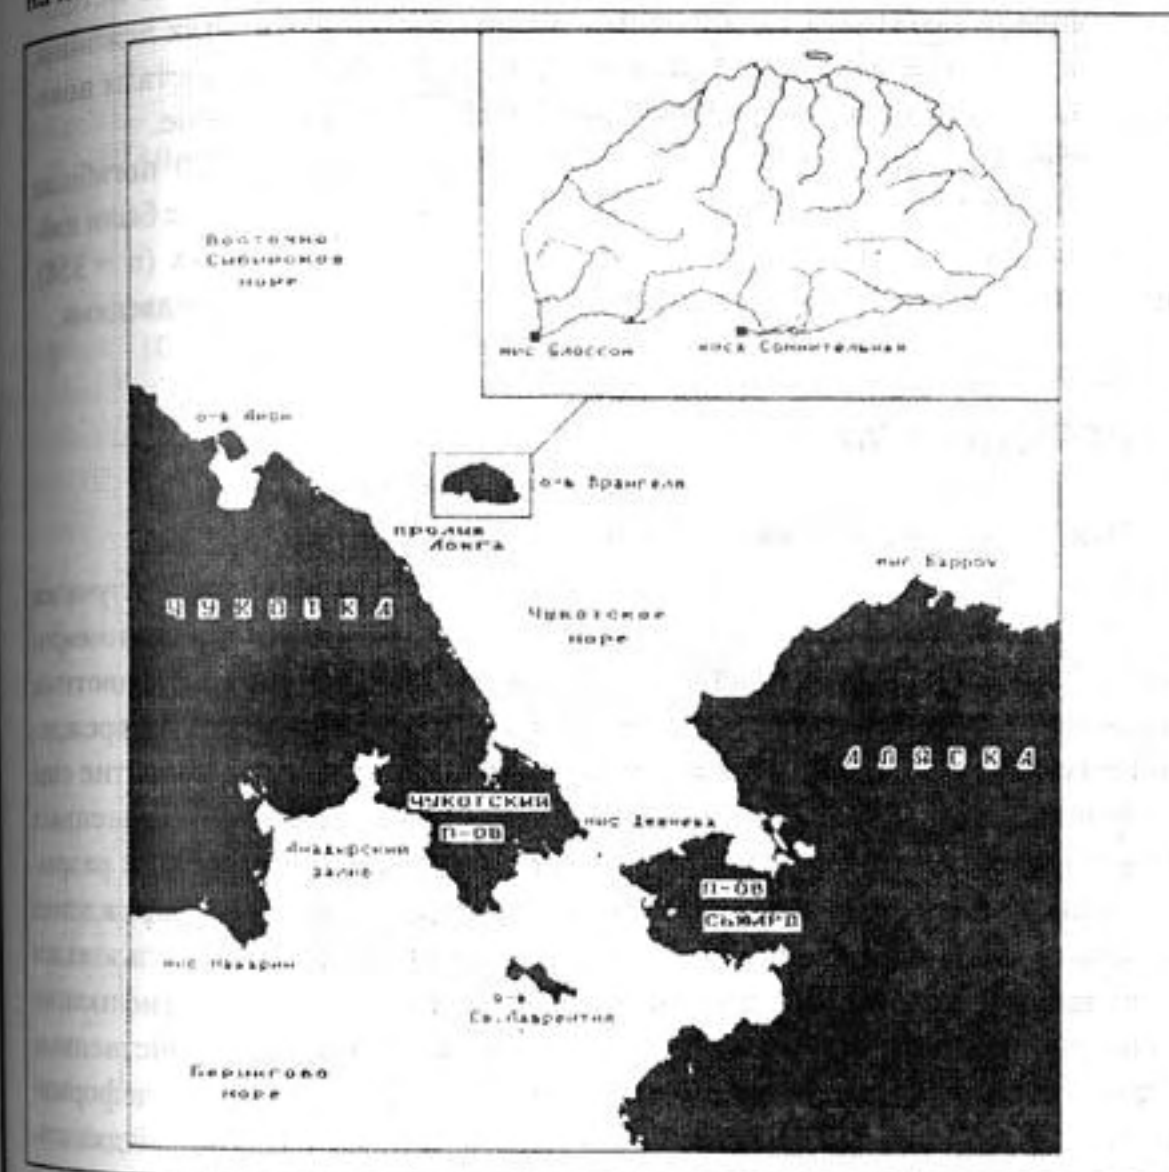 Восточно-
Сибирское
море
мыс Блоссом
коса Сомнительная
о-в Айон
о-в Врангеля
пролив
Лонга
мыс Барроу
ЧУКОТКА
Чукотское
море
АЛЯСКА
ЧУКОТСКИЙ
П-ОВ
мыс Дежнева
Анадырский
залив
П-ОВ
СЬЮАРД
мыс Наварин
о-в
Св.Лаврентия
Берингово
море